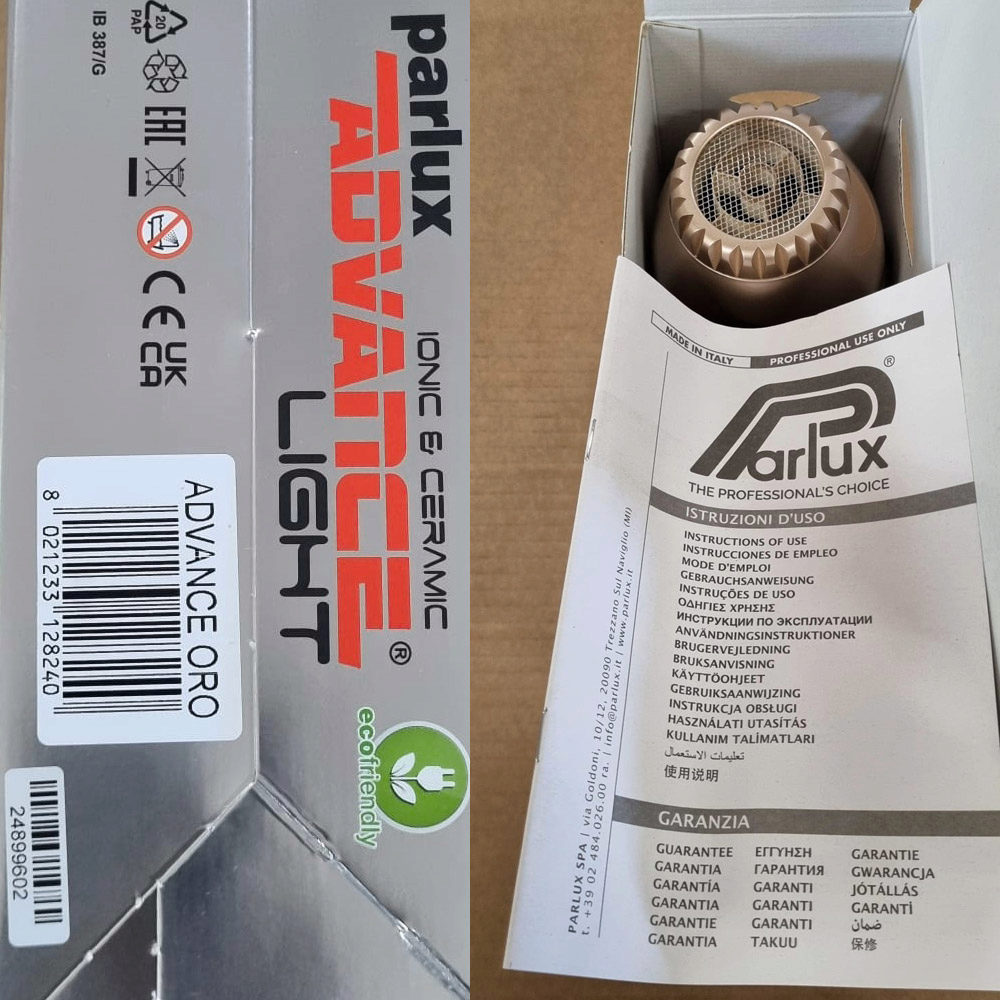 20
PAP
IB 387/G
EAC
CE
UK
CA
parlux
ADVANCE®
IONIC & CERAMIC
LIGHT
ecofriendly
ADVANCE ORO
8 021233 128240
24899602
MADE IN ITALY
PROFESSIONAL USE ONLY
Parlux®
THE PROFESSIONAL'S CHOICE
ISTRUZIONI D'USO
INSTRUCTIONS OF USE
INSTRUCCIONES DE EMPLEO
MODE D'EMPLOI
GEBRAUCHSANWEISUNG
INSTRUÇÕES DE USO
ΟΔΗΓΙΕΣ ΧΡΗΣΗΣ
ИНСТРУКЦИИ ПО ЭКСПЛУАТАЦИИ
ANVÄNDNINGSINSTRUKTIONER
BRUGERVEJLEDNING
BRUKSANVISNING
KÄYTTÖOHJEET
GEBRUIKSAANWIJZING
INSTRUKCJA OBSŁUGI
HASZNÁLATI UTASÍTÁS
KULLANIM TALİMATLARI
تعليمات الاستعمال
使用说明
GARANZIA
GUARANTEE ΕΓΓΥΗΣΗ GARANTIE
GARANTIA ГАРАНТИЯ GWARANCJA
GARANTÍA GARANTI JÓTÁLLÁS
GARANTIA GARANTI GARANTİ
GARANTIE GARANTI ضمان
GARANTIA TAKUU 保修
PARLUX SPA | via Goldoni, 10/12, 20090 Trezzano Sul Naviglio (MI)
t. +39 02 484.026.00 ra. | info@parlux.it | www.parlux.it